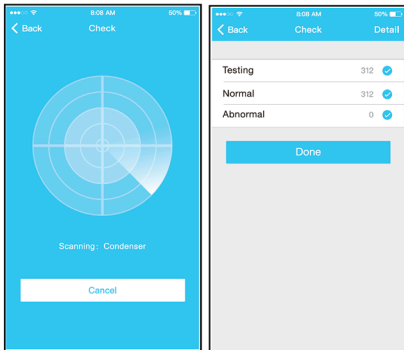 8:08 AM 50%
Back Check
Scanning: Condenser
Cancel
8:08 AM 50%
Back Check Detail
Testing 312
Normal 312
Abnormal 0
Done